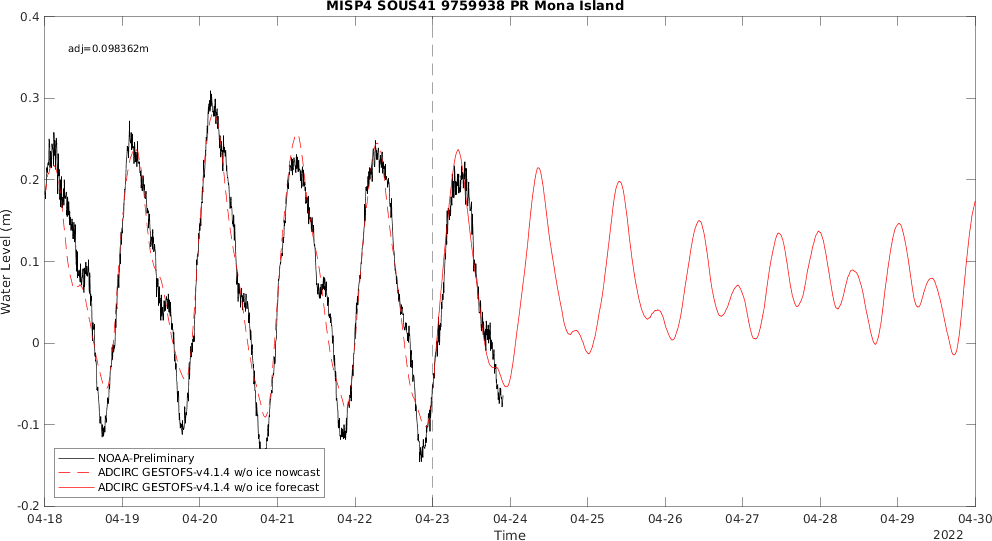 MISP4 SOUS41 9759938 PR Mona Island
adj=0.098362m
Water Level (m)
0.4
0.3
0.2
0.1
0
-0.1
-0.2
NOAA-Preliminary
ADCIRC GESTOFS-v4.1.4 w/o ice nowcast
ADCIRC GESTOFS-v4.1.4 w/o ice forecast
04-18 04-19 04-20 04-21 04-22 04-23 04-24 04-25 04-26 04-27 04-28 04-29 04-30
Time
2022